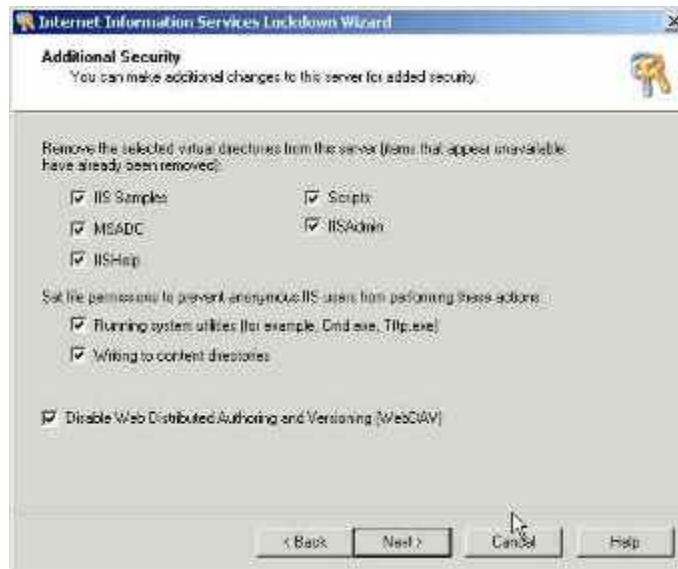 Internet Information Services Lockdown Wizard
Additional Security
You can make additional changes to this server for added security.
Remove the selected virtual directories from this server (items that appear unavailable
have already been removed):
IIS Samples
Scripts
MSADC
IISAdmin
IISHelp
Set file permissions to prevent anonymous IIS users from performing these actions:
Running system utilities (for example, Cmd.exe, Tftp.exe)
Writing to content directories
Disable Web Distributed Authoring and Versioning (WebDAV)
< Back
Next >
Cancel
Help